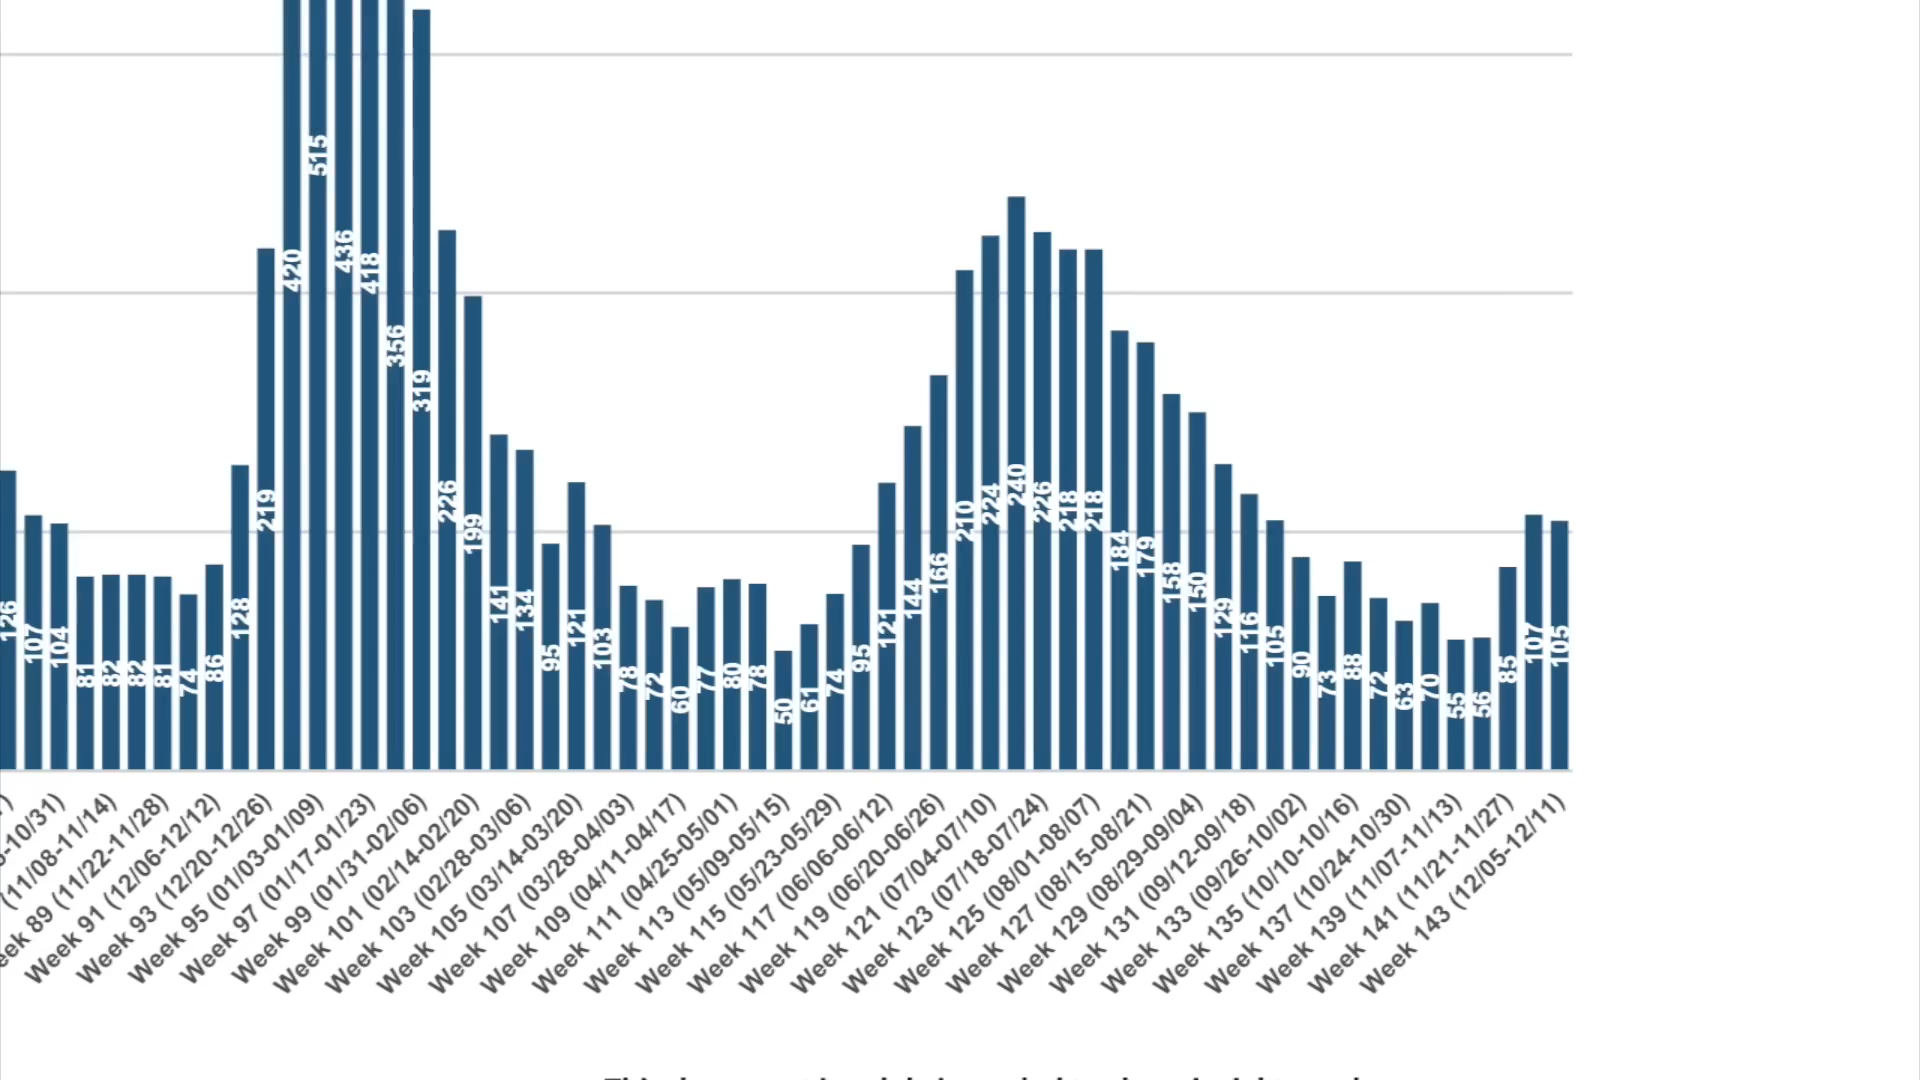 126
107
104
81
82
82
81
74
86
128
219
420
515
436
418
356
319
226
199
141
134
95
121
103
78
72
60
77
80
78
50
61
74
95
121
144
166
210
224
240
226
218
218
184
179
158
150
129
116
105
90
73
88
72
63
70
55
56
85
107
105
-10/31)
(11/08-11/14)
89 (11/22-11/28)
Week 91 (12/06-12/12)
Week 93 (12/20-12/26)
Week 95 (01/03-01/09)
Week 97 (01/17-01/23)
Week 99 (01/31-02/06)
Week 101 (02/14-02/20)
Week 103 (02/28-03/06)
Week 105 (03/14-03/20)
Week 107 (03/28-04/03)
Week 109 (04/11-04/17)
Week 111 (04/25-05/01)
Week 113 (05/09-05/15)
Week 115 (05/23-05/29)
Week 117 (06/06-06/12)
Week 119 (06/20-06/26)
Week 121 (07/04-07/10)
Week 123 (07/18-07/24)
Week 125 (08/01-08/07)
Week 127 (08/15-08/21)
Week 129 (08/29-09/04)
Week 131 (09/12-09/18)
Week 133 (09/26-10/02)
Week 135 (10/10-10/16)
Week 137 (10/24-10/30)
Week 139 (11/07-11/13)
Week 141 (11/21-11/27)
Week 143 (12/05-12/11)